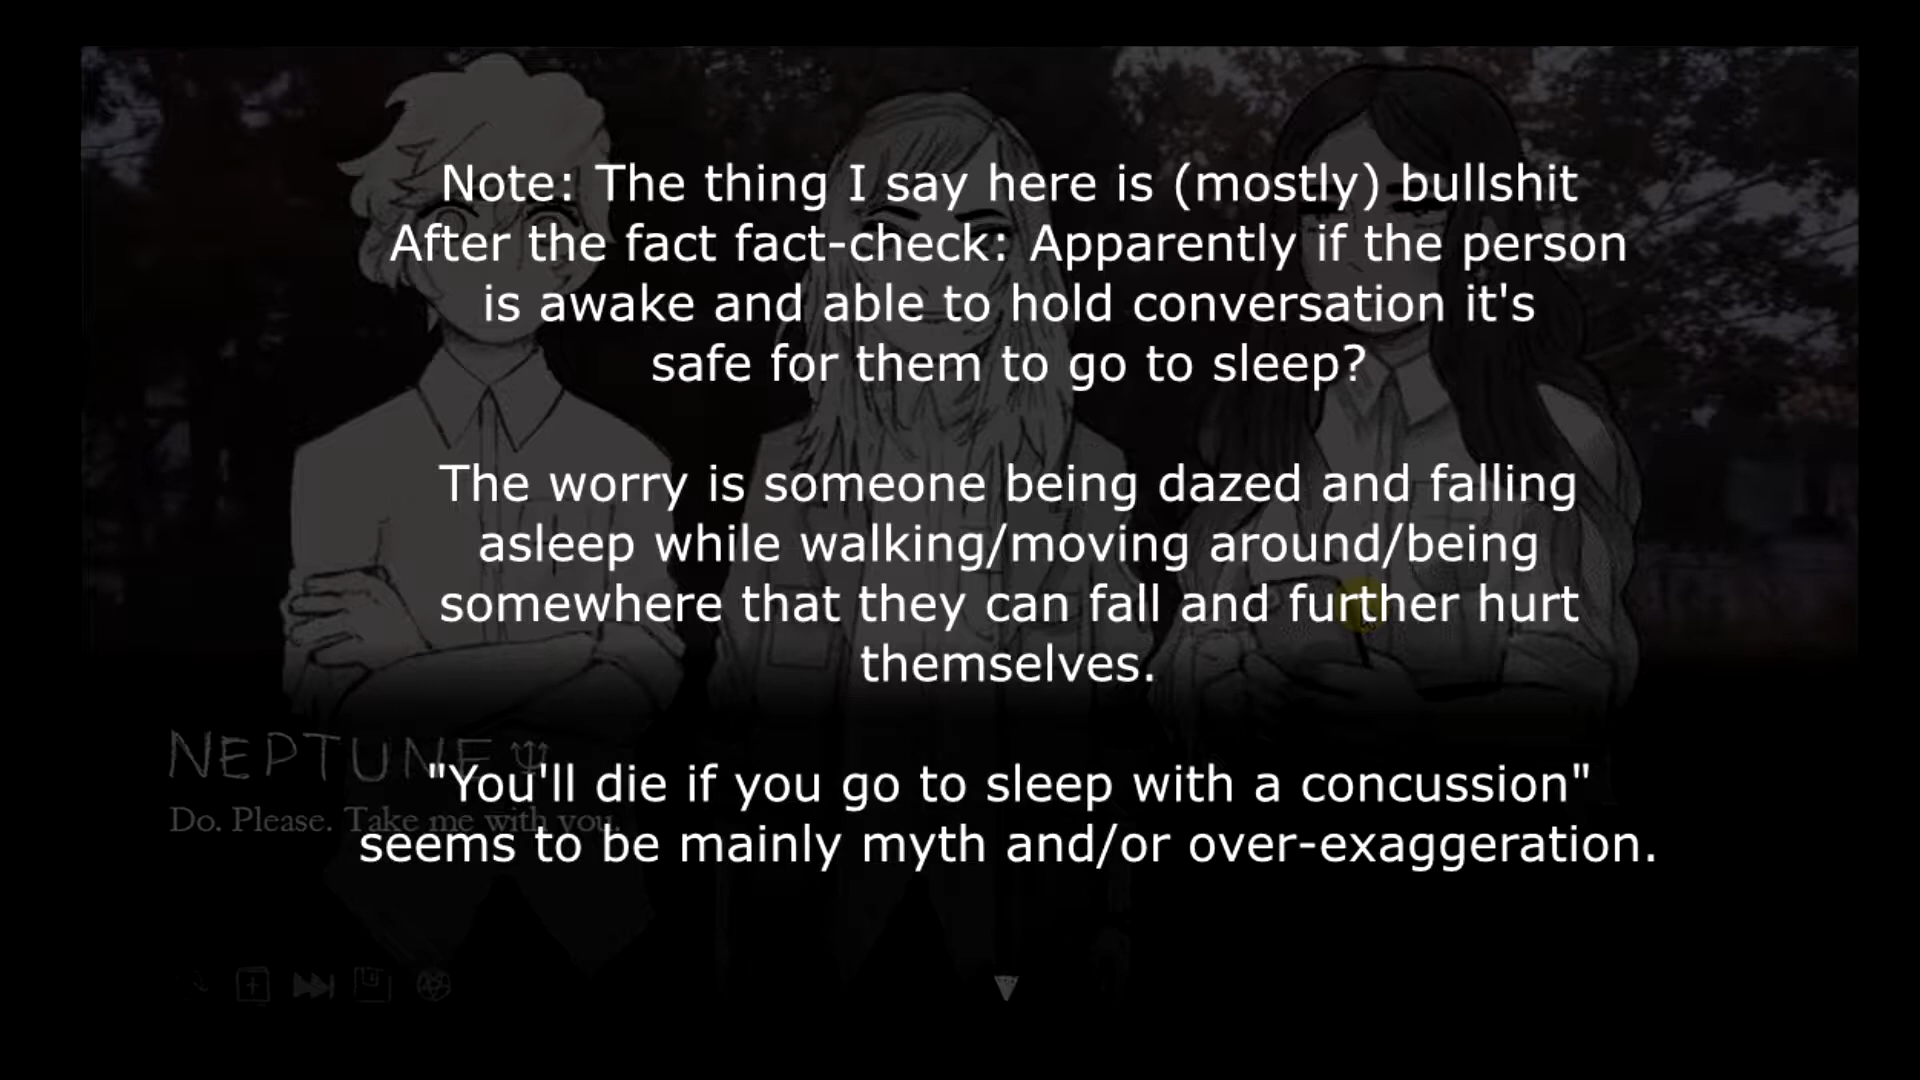 Note: The thing I say here is (mostly) bullshit
After the fact fact-check: Apparently if the person
is awake and able to hold conversation it's
safe for them to go to sleep?
The worry is someone being dazed and falling
asleep while walking/moving around/being
somewhere that they can fall and further hurt
themselves.
NEPTUNE
"You'll die if you go to sleep with a concussion"
Do. Please. Take me with you.
seems to be mainly myth and/or over-exaggeration.